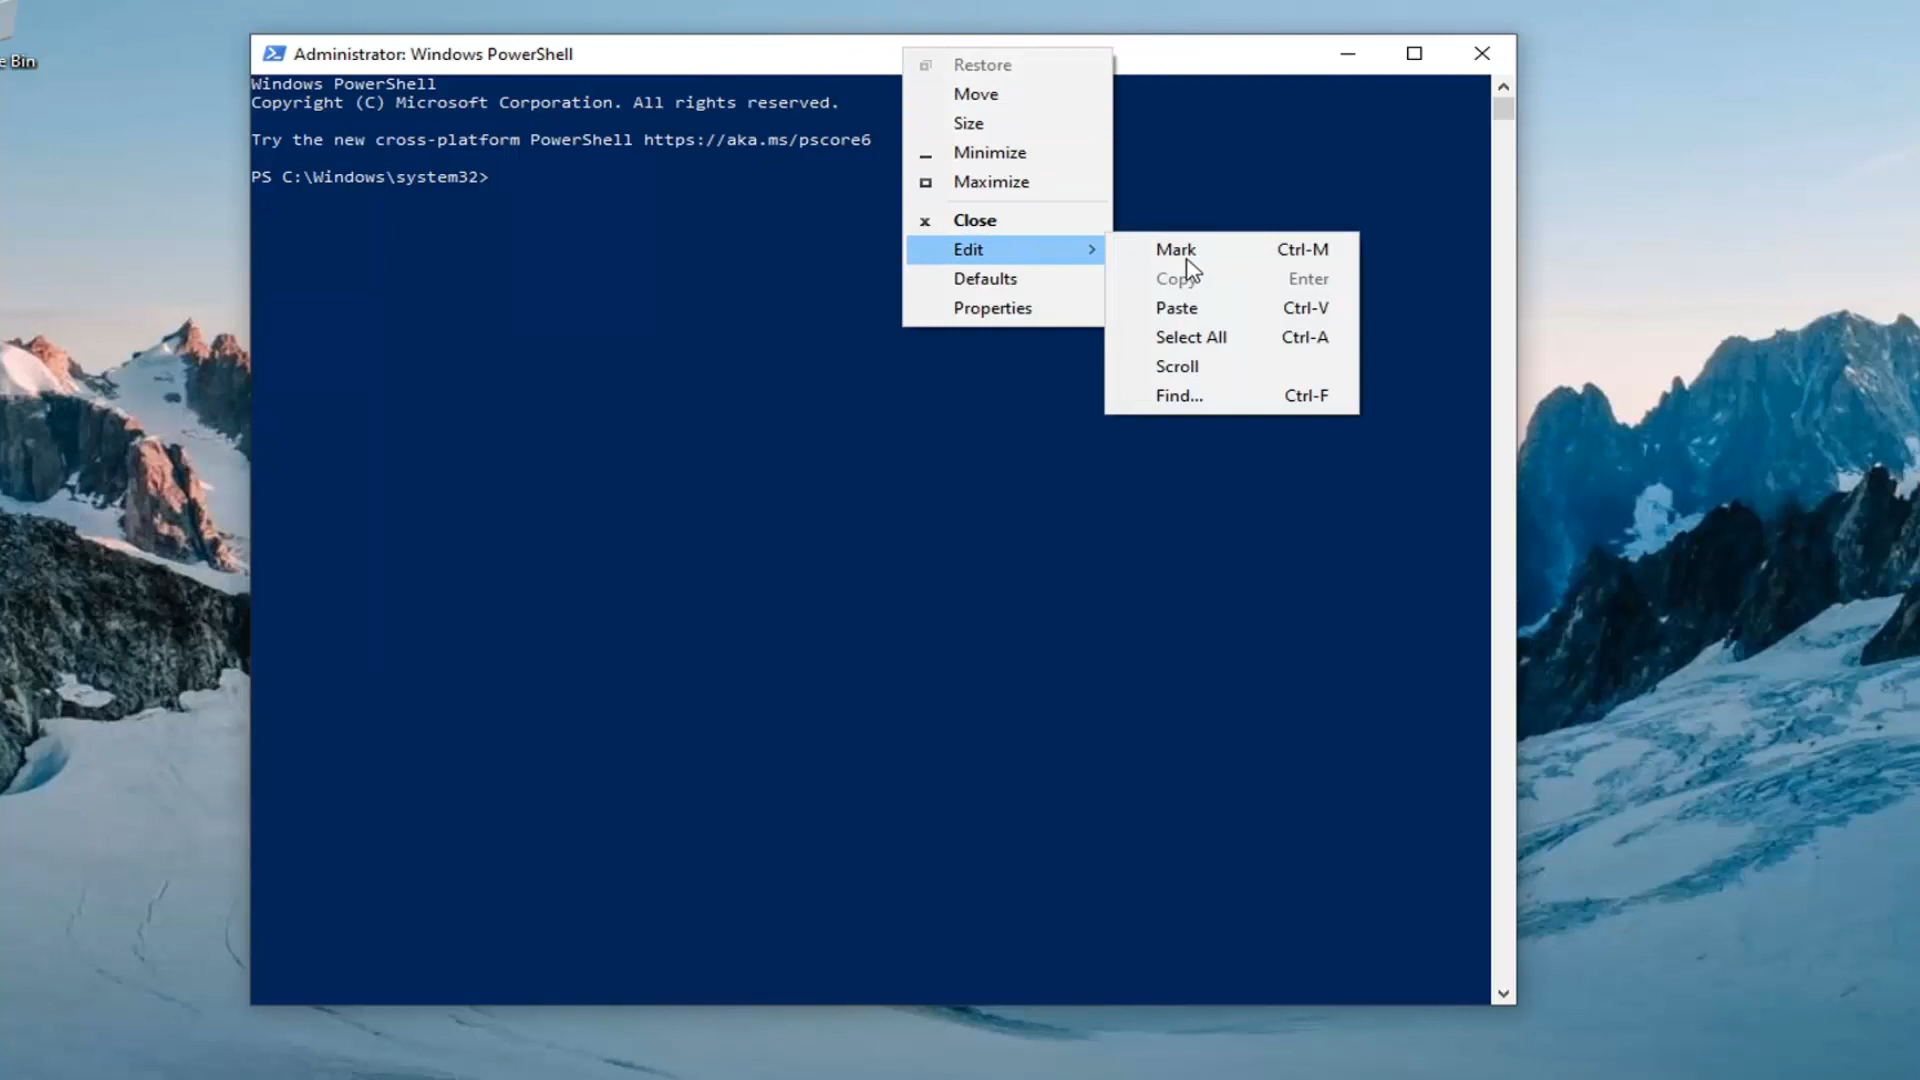 e Bin
Administrator: Windows PowerShell
Windows PowerShell
Copyright (C) Microsoft Corporation. All rights reserved.
Try the new cross-platform PowerShell https://aka.ms/pscore6
PS C:\Windows\system32>
Restore
Move
Size
Minimize
Maximize
Close
Edit
Defaults
Properties
Mark Ctrl-M
Copy Enter
Paste Ctrl-V
Select All Ctrl-A
Scroll
Find... Ctrl-F